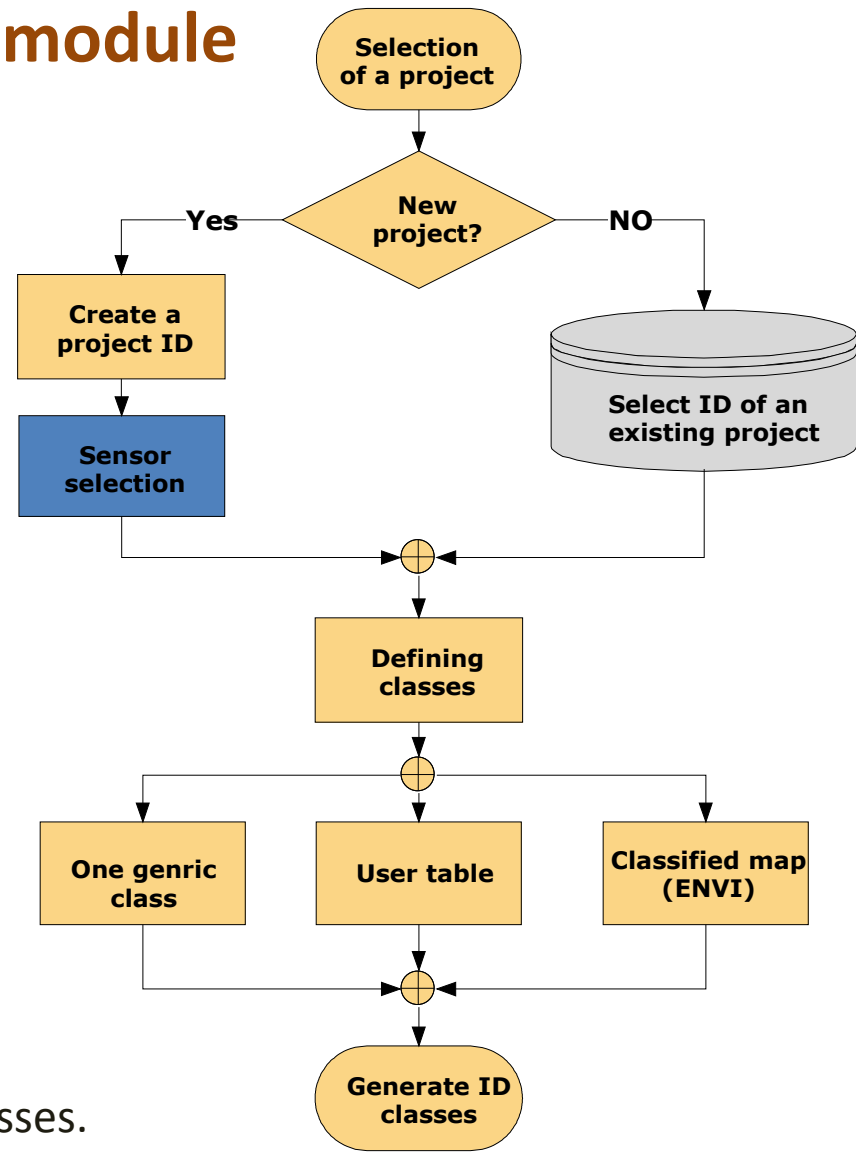 module
Selection
of a project
New
project?
Yes
NO
Create a
project ID
Select ID of an
existing project
Sensor
selection
Defining
classes
One genric
class
User table
Classified map
(ENVI)
Generate ID
classes
sses.